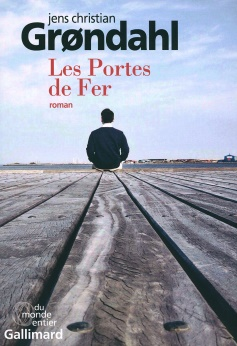 jens christian
Grøndahl
Les Portes
de Fer
roman
du
monde
entier
Gallimard